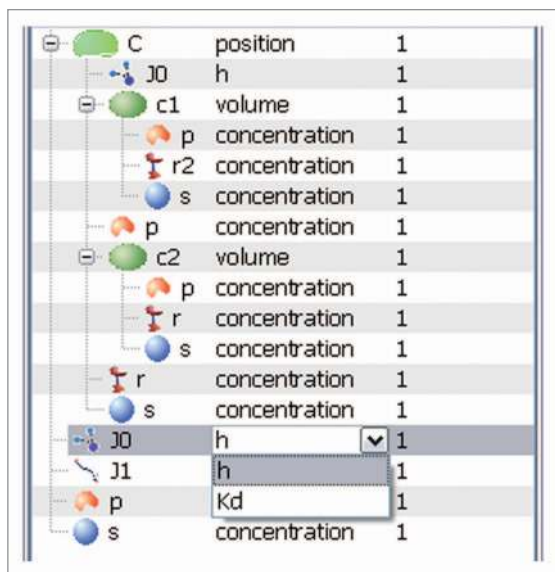 C position 1
J0 h 1
c1 volume 1
p concentration 1
r2 concentration 1
s concentration 1
p concentration 1
c2 volume 1
p concentration 1
r concentration 1
s concentration 1
r concentration 1
s concentration 1
J0 h 1
J1 h 1
p Kd 1
s concentration 1